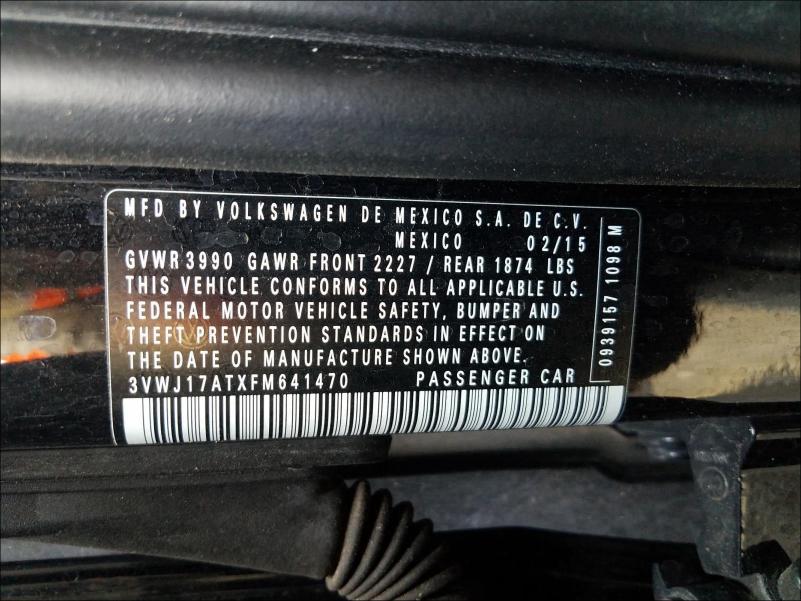 MFD BY VOLKSWAGEN DE MEXICO S.A. DE C.V.
MEXICO 02/15
GVWR 3990 GAWR FRONT 2227 / REAR 1874 LBS
THIS VEHICLE CONFORMS TO ALL APPLICABLE U.S.
FEDERAL MOTOR VEHICLE SAFETY, BUMPER AND
THEFT PREVENTION STANDARDS IN EFFECT ON
THE DATE OF MANUFACTURE SHOWN ABOVE.
3VWJ17ATXFM641470 PASSENGER CAR
0939157 1098 M